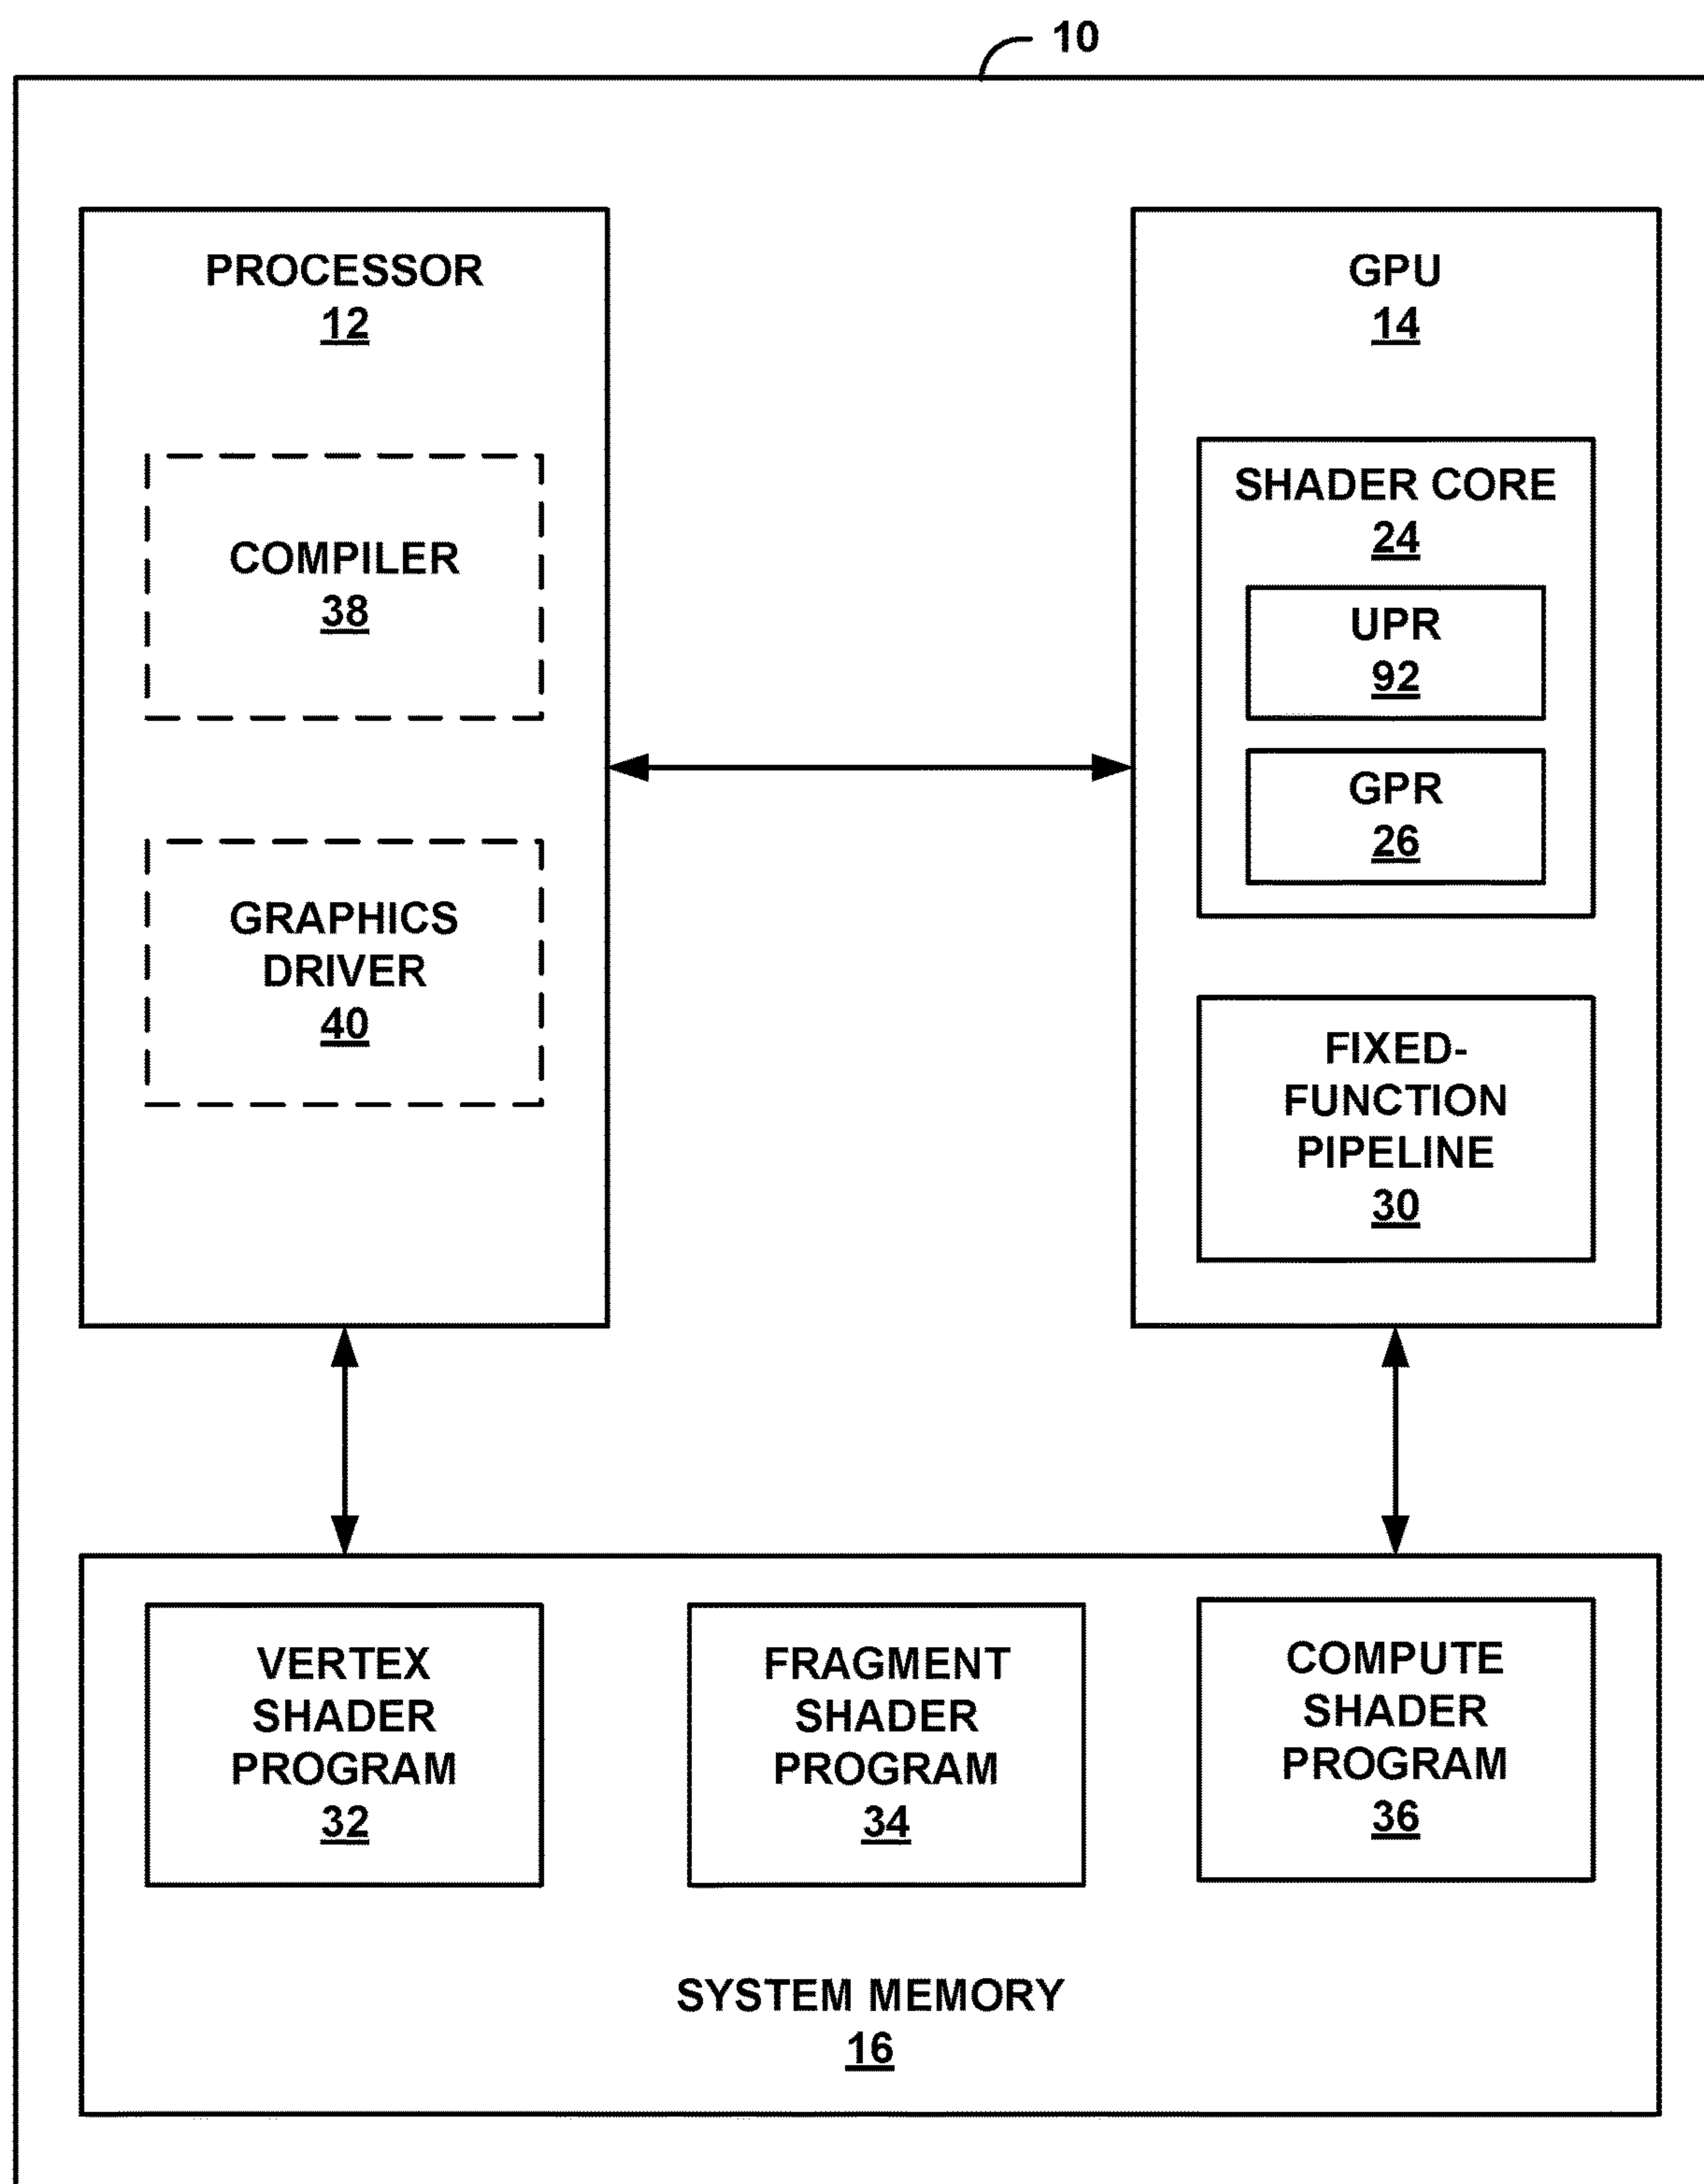 10
PROCESSOR
12
COMPILER
38
GRAPHICS
DRIVER
40
GPU
14
SHADER CORE
24
UPR
92
GPR
26
FIXED-
FUNCTION
PIPELINE
30
VERTEX
SHADER
PROGRAM
32
FRAGMENT
SHADER
PROGRAM
34
COMPUTE
SHADER
PROGRAM
36
SYSTEM MEMORY
16